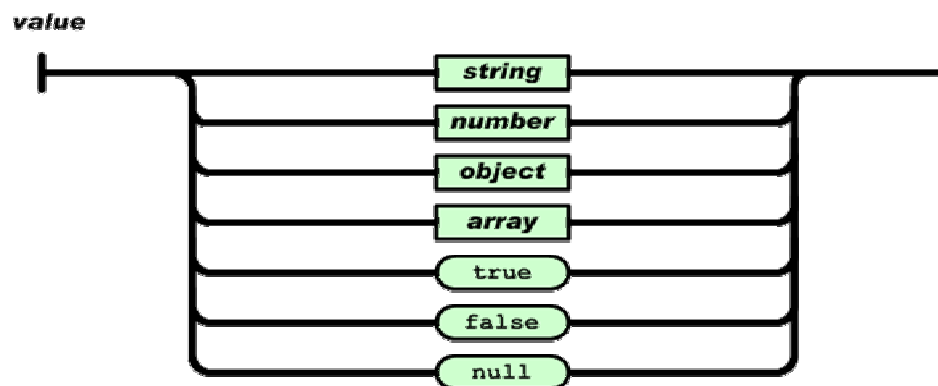 value
string
number
object
array
true
false
null